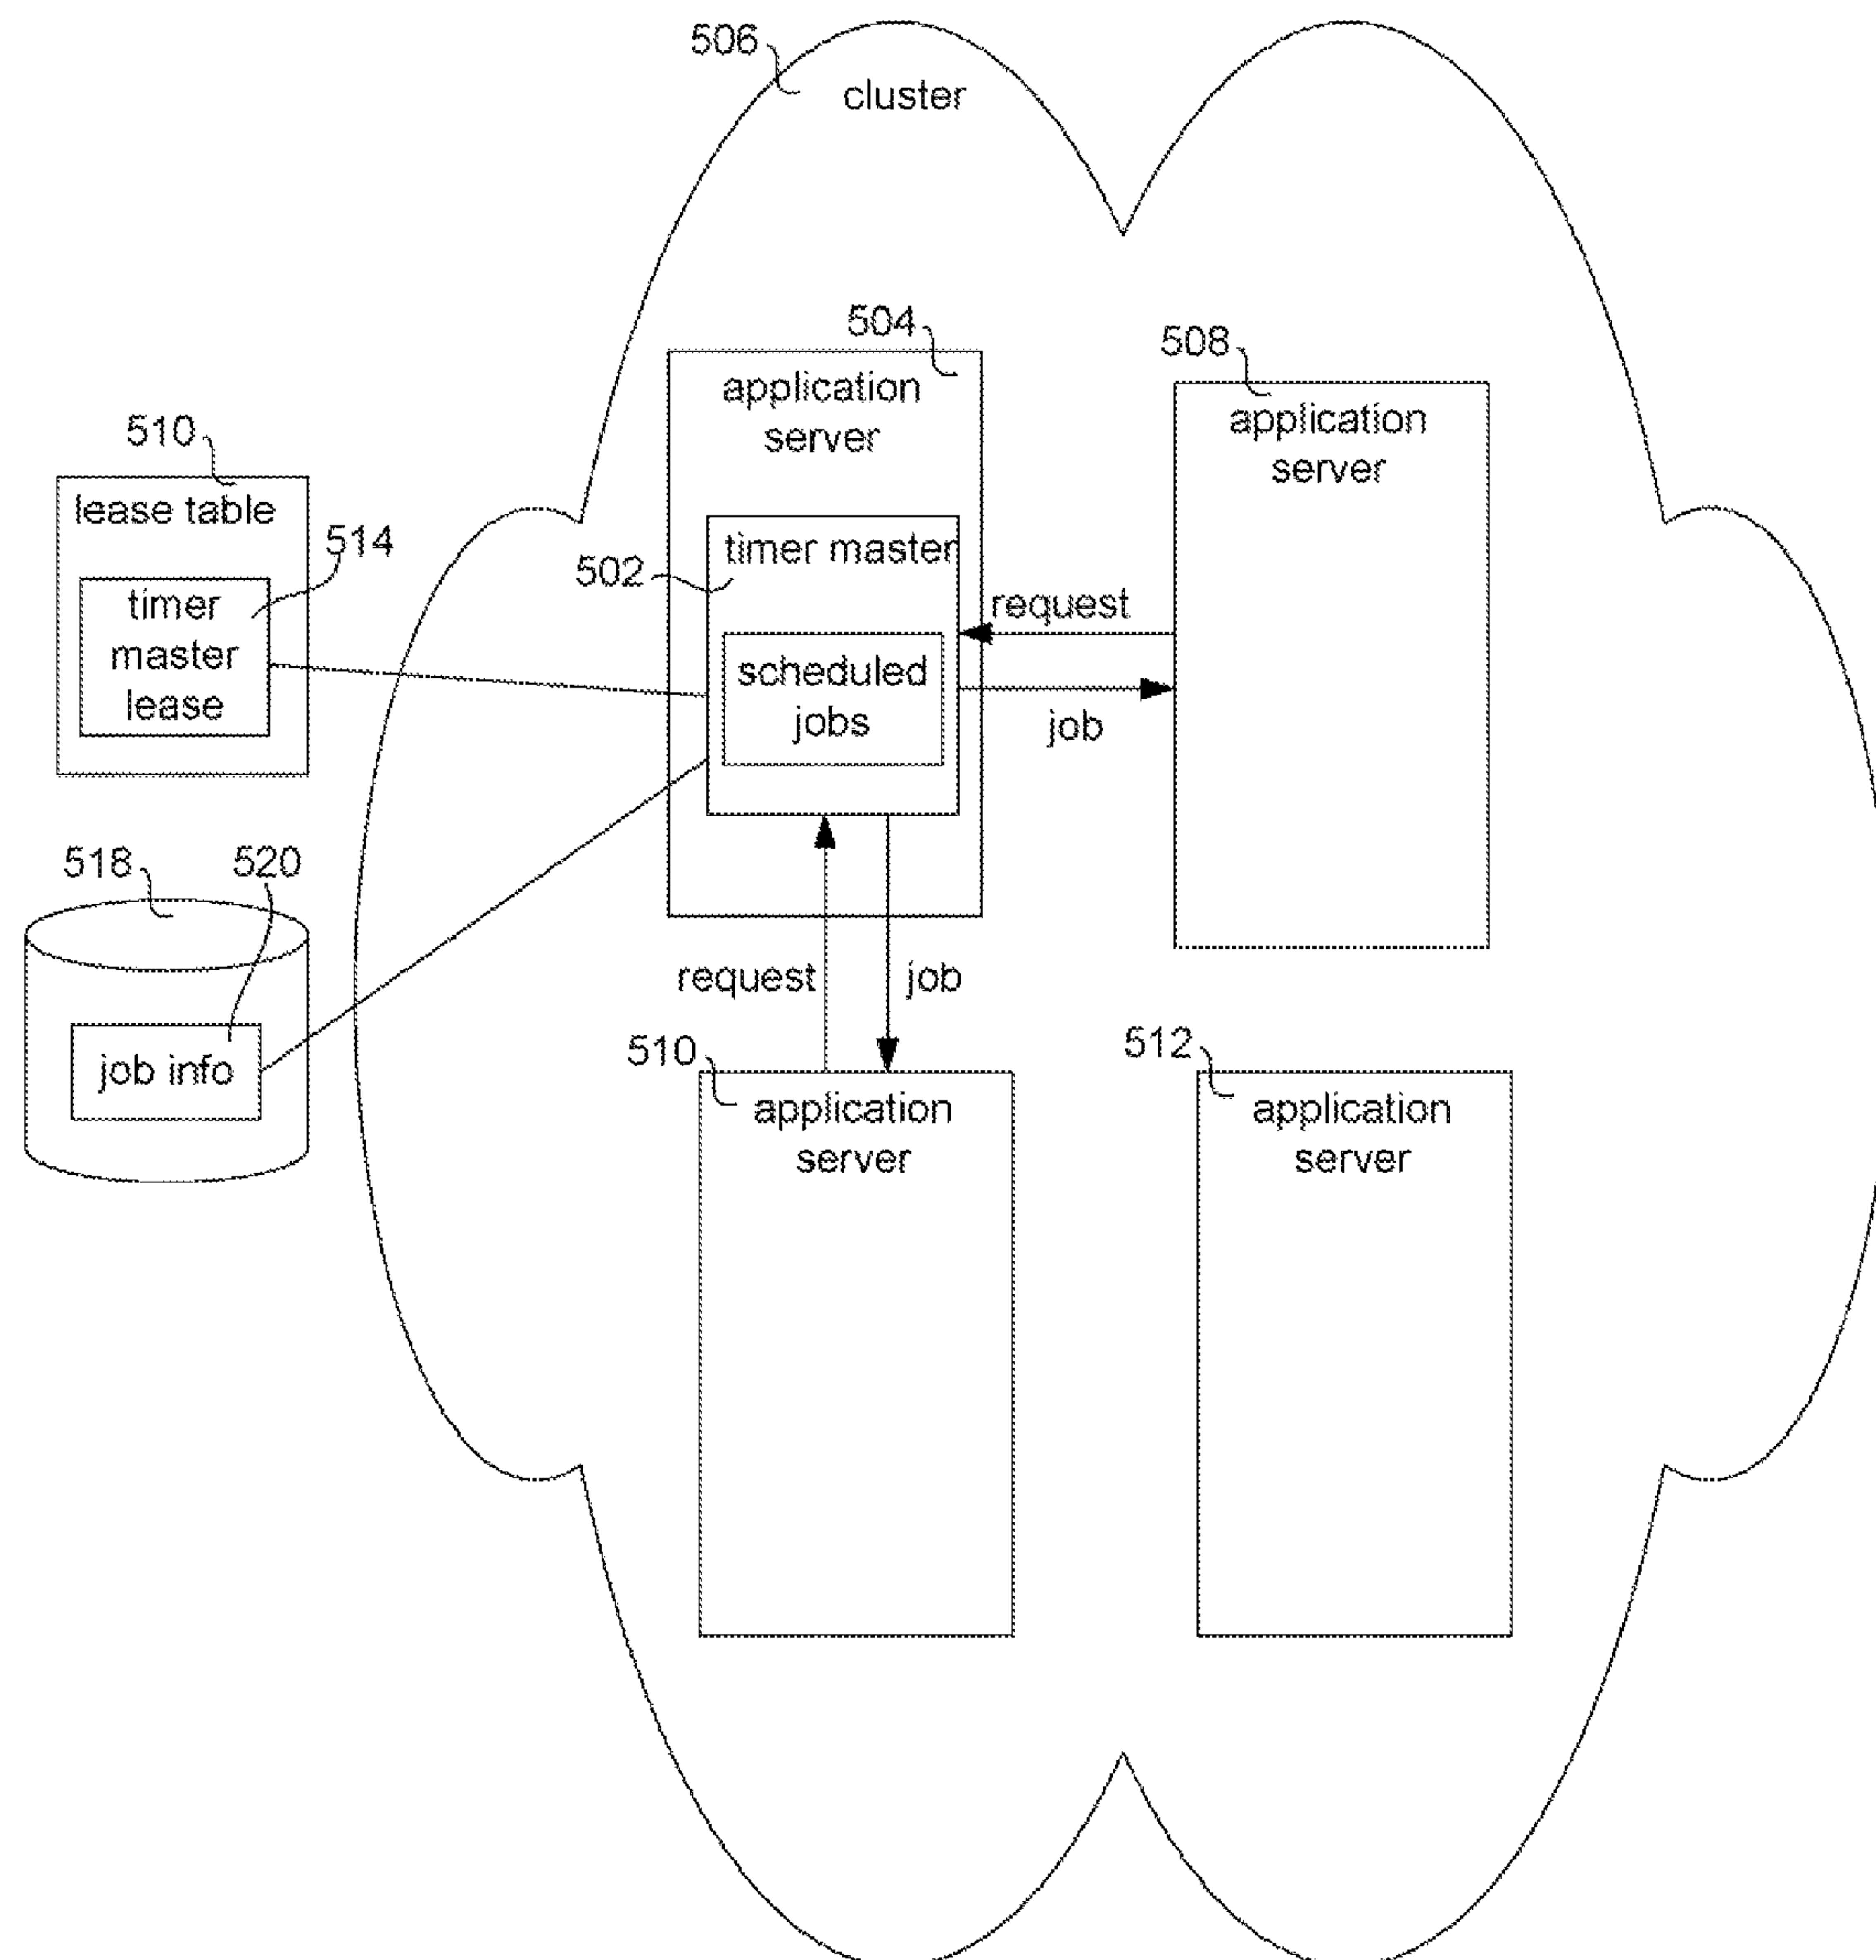 506
cluster
504
application
server
508
application
server
510
lease table
514
timer
master
lease
502
timer master
scheduled
jobs
request
job
518
520
job info
request
job
510
application
server
512
application
server